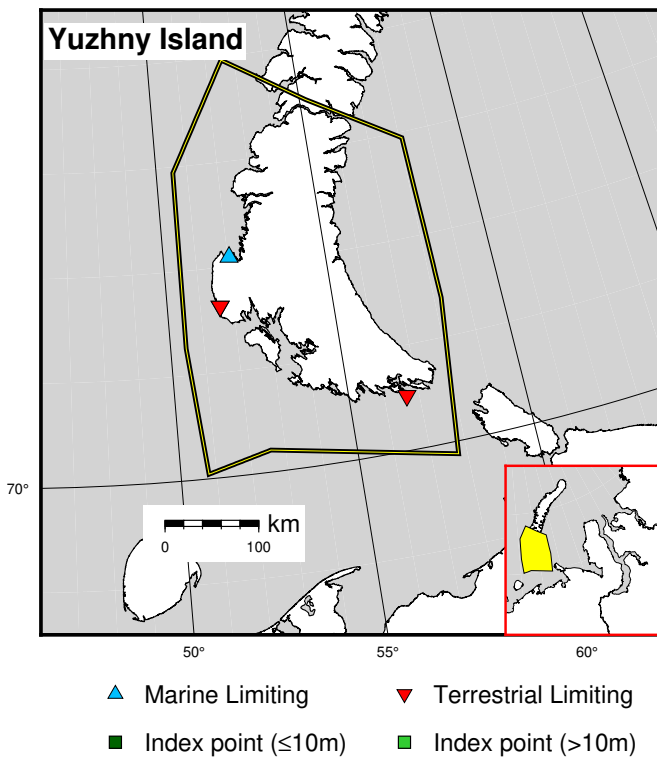 Yuzhny Island
70°
km
0 100
50° 55° 60°
Marine Limiting Terrestrial Limiting
Index point (≤10m) Index point (>10m)